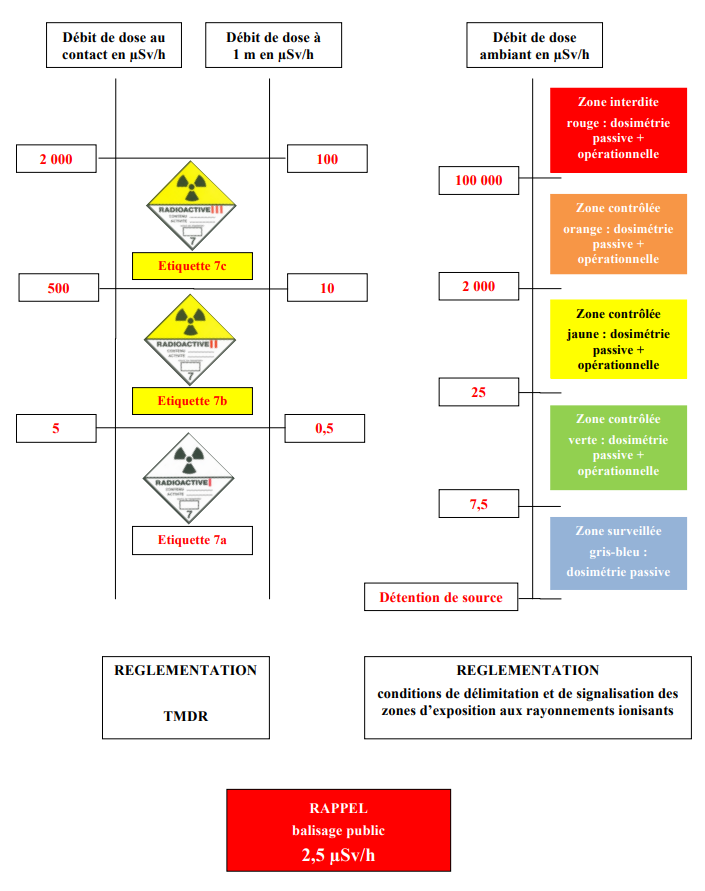 Débit de dose au
contact en µSv/h
Débit de dose à
1 m en µSv/h
2 000
100
RADIOACTIVE III
CONTENU
ACTIVITÉ
7
Etiquette 7c
500
10
RADIOACTIVE II
CONTENU
ACTIVITÉ
7
Etiquette 7b
5
0,5
RADIOACTIVE I
CONTENU
ACTIVITÉ
7
Etiquette 7a
REGLEMENTATION
TMDR
Débit de dose
ambiant en µSv/h
Zone interdite
rouge : dosimétrie
passive +
opérationnelle
100 000
Zone contrôlée
orange : dosimétrie
passive +
opérationnelle
2 000
Zone contrôlée
jaune : dosimétrie
passive +
opérationnelle
25
Zone contrôlée
verte : dosimétrie
passive +
opérationnelle
7,5
Zone surveillée
gris-bleu :
dosimétrie passive
Détention de source
REGLEMENTATION
conditions de délimitation et de signalisation des
zones d’exposition aux rayonnements ionisants
RAPPEL
balisage public
2,5 µSv/h